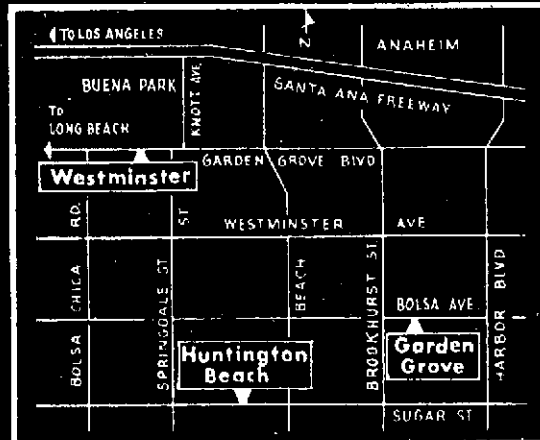 TO LOS ANGELES
N
ANAHEIM
BUENA PARK
KNOTT AVE.
SANTA ANA FREEWAY
TO
LONG BEACH
GARDEN GROVE BLVD
Westminster
BOLSA CHICA RD.
SPRINGDALE ST
ST
WESTMINSTER AVE
BEACH
BROOKHURST ST.
HARBOR BLVD
BOLSA AVE.
Huntington
Beach
Garden
Grove
SUGAR ST